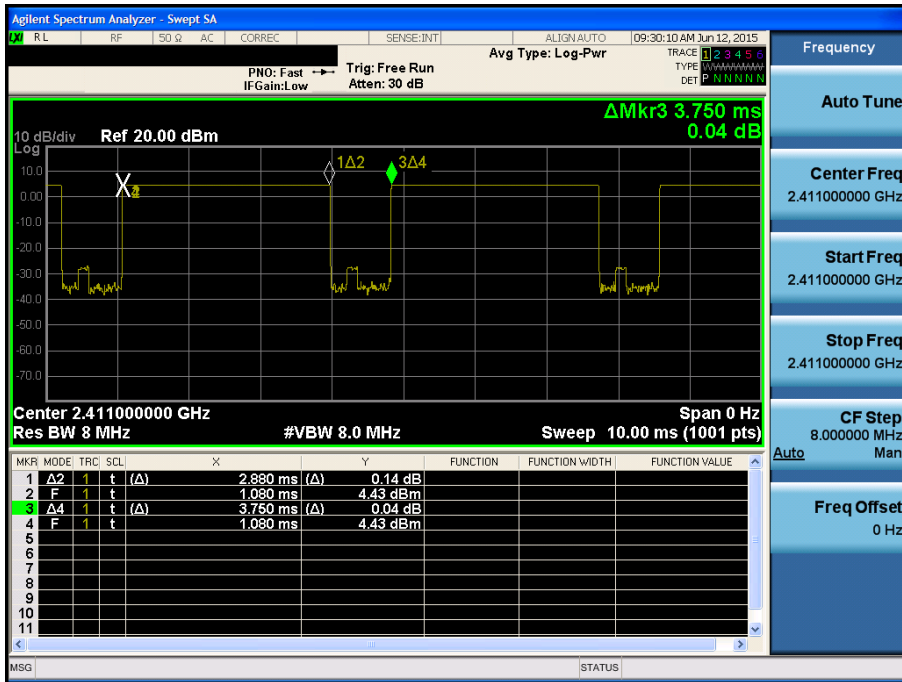 Agilent Spectrum Analyzer - Swept SA
LXI RL RF 50 Ω AC CORREC SENSE:INT ALIGN AUTO 09:30:10 AM Jun 12, 2015
Avg Type: Log-Pwr
TRACE 1 2 3 4 5 6
TYPE
DET P N N N N N
PNO: Fast
IFGain:Low
Trig: Free Run
Atten: 30 dB
Frequency
Auto Tune
Center Freq
2.411000000 GHz
Start Freq
2.411000000 GHz
Stop Freq
2.411000000 GHz
CF Step
8.000000 MHz
Auto Man
Freq Offset
0 Hz
ΔMkr3 3.750 ms
0.04 dB
10 dB/div Ref 20.00 dBm
Log
10.0
0.00
-10.0
-20.0
-30.0
-40.0
-50.0
-60.0
-70.0
1Δ2
3Δ4
Center 2.411000000 GHz Span 0 Hz
Res BW 8 MHz #VBW 8.0 MHz Sweep 10.00 ms (1001 pts)
MKR MODE TRC SCL X Y FUNCTION FUNCTION WIDTH FUNCTION VALUE
1 Δ2 1 t (Δ) 2.880 ms (Δ) 0.14 dB
2 F 1 t 1.080 ms 4.43 dBm
3 Δ4 1 t (Δ) 3.750 ms (Δ) 0.04 dB
4 F 1 t 1.080 ms 4.43 dBm
5
6
7
8
9
10
11
MSG STATUS